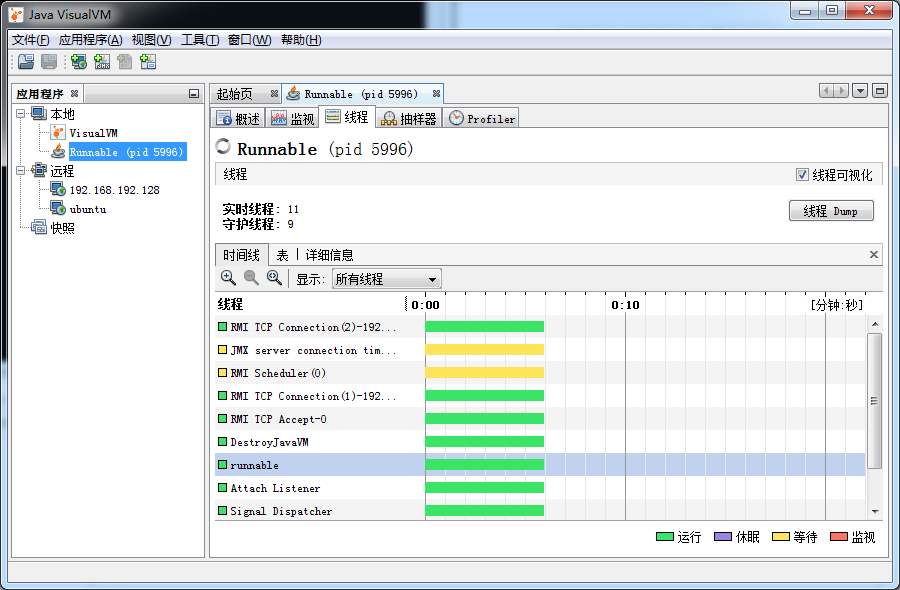 Java VisualVM
文件(F) 应用程序(A) 视图(V) 工具(T) 窗口(W) 帮助(H)
应用程序
本地
VisualVM
Runnable (pid 5996)
远程
192.168.192.128
ubuntu
快照
起始页 Runnable (pid 5996)
概述 监视 线程 抽样器 Profiler
Runnable (pid 5996)
线程 线程可视化
实时线程: 11
守护线程: 9
线程 Dump
时间线 表 详细信息
显示: 所有线程
线程 0:00 0:10 [分钟:秒]
RMI TCP Connection(2)-192...
JMX server connection tim...
RMI Scheduler(0)
RMI TCP Connection(1)-192...
RMI TCP Accept-0
DestroyJavaVM
runnable
Attach Listener
Signal Dispatcher
运行 休眠 等待 监视